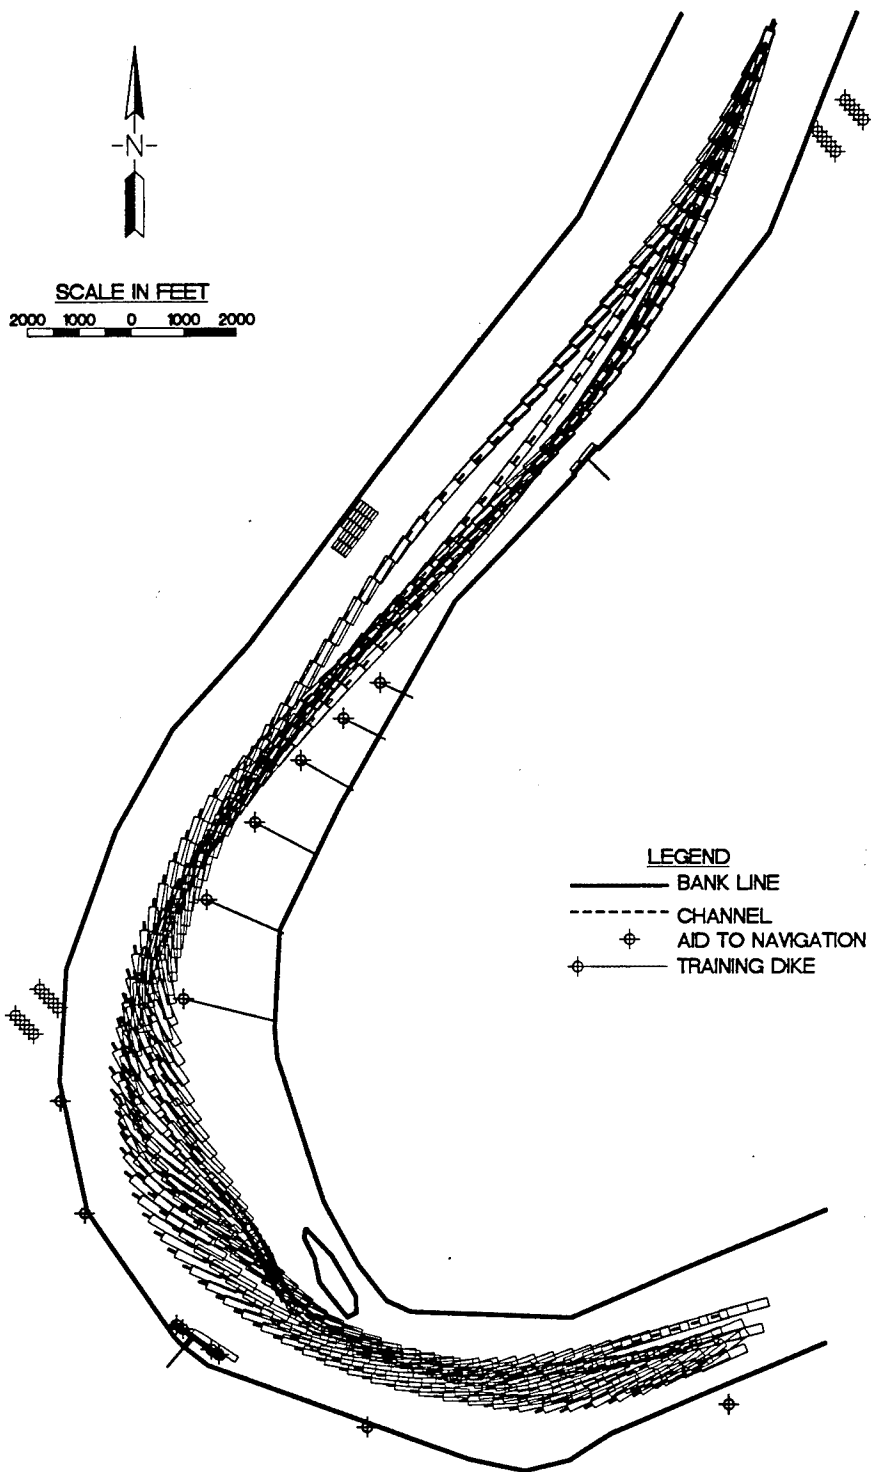 -N-
SCALE IN FEET
2000 1000 0 1000 2000
LEGEND
BANK LINE
CHANNEL
AID TO NAVIGATION
TRAINING DIKE